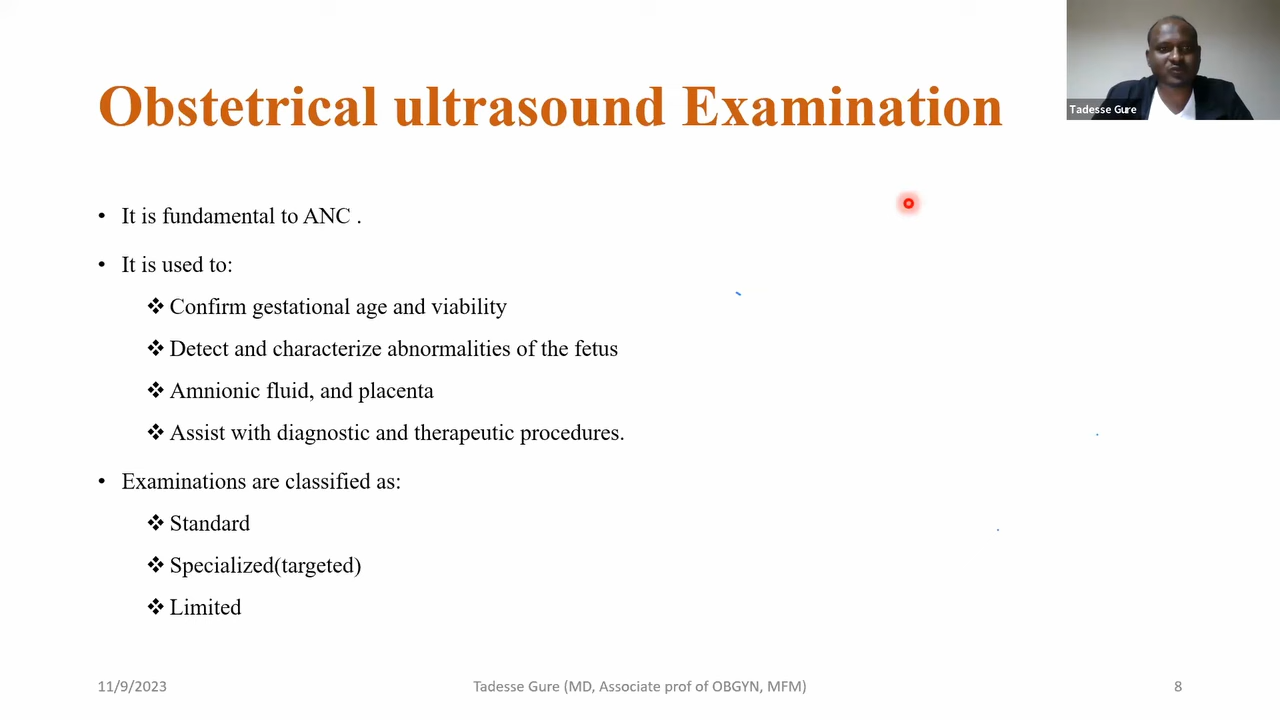 Obstetrical ultrasound Examination
Tadesse Gure
• It is fundamental to ANC .
• It is used to:
❖ Confirm gestational age and viability
❖ Detect and characterize abnormalities of the fetus
❖ Amnionic fluid, and placenta
❖ Assist with diagnostic and therapeutic procedures.
• Examinations are classified as:
❖ Standard
❖ Specialized(targeted)
❖ Limited
11/9/2023 Tadesse Gure (MD, Associate prof of OBGYN, MFM) 8